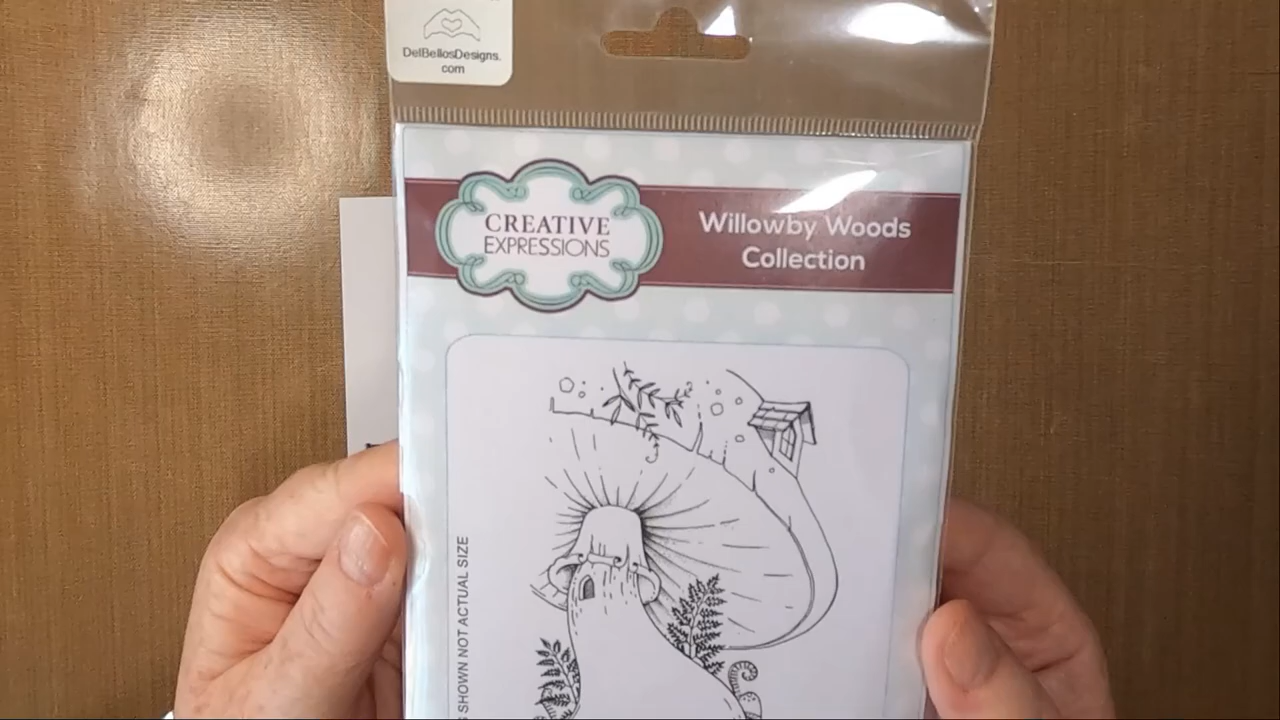 DelBellosDesigns.
com
CREATIVE
EXPRESSIONS
Willowby Woods
Collection
SHOWN NOT ACTUAL SIZE